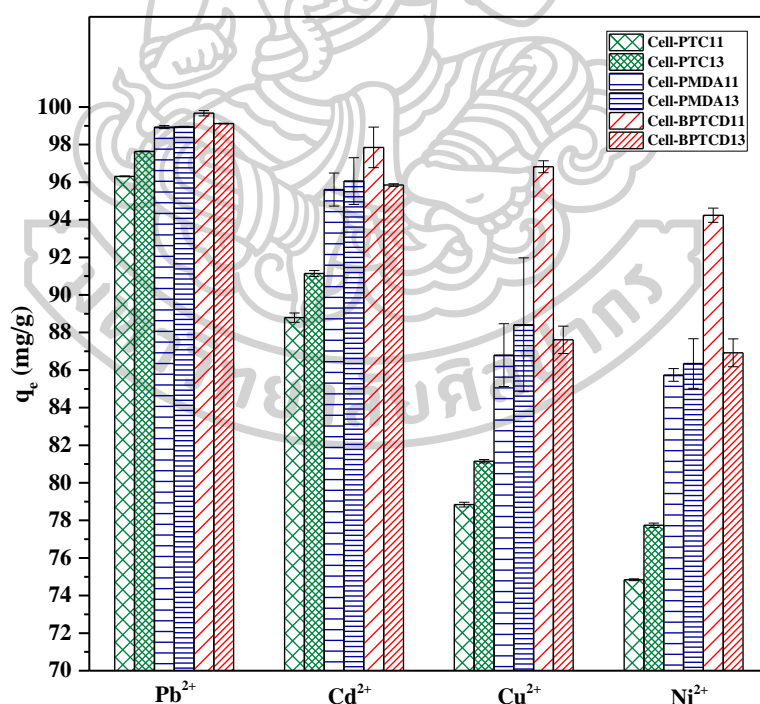 Cell-PTC11
Cell-PTC13
Cell-PMDA11
Cell-PMDA13
Cell-BPTCD11
Cell-BPTCD13
100
98
96
94
92
90
88
86
84
82
80
78
76
74
72
70
qₑ (mg/g)
Pb²⁺ Cd²⁺ Cu²⁺ Ni²⁺